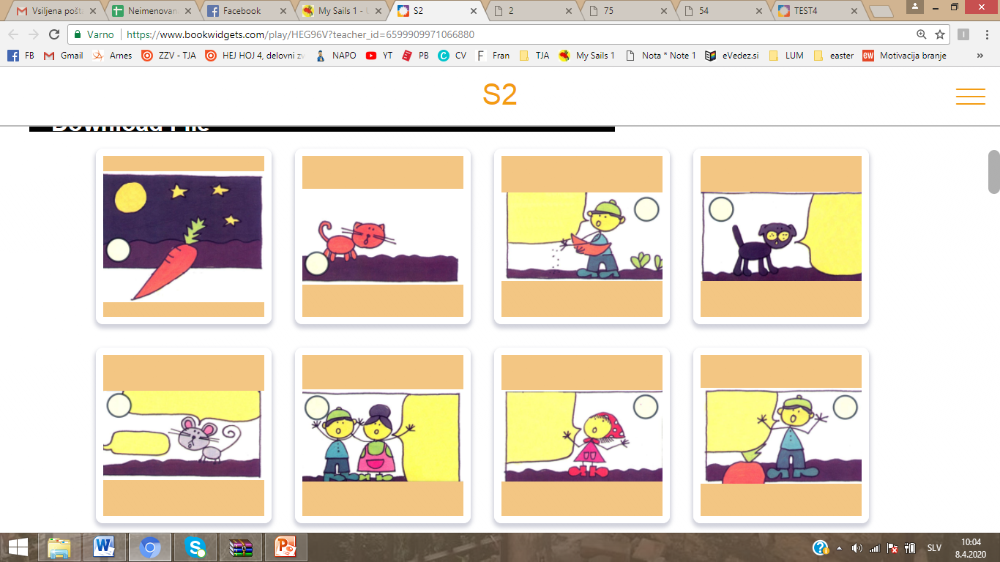 Vsiljena pošt
Neimenovan
Facebook
My Sails 1 - U
S2
2
75
54
TEST4
Varno
https://www.bookwidgets.com/play/HEG96V?teacher_id=6599909971066880
FB
Gmail
Arnes
ZZV - TJA
HEJ HOJ 4, delovni zv
NAPO
YT
PB
CV
Fran
TJA
My Sails 1
Nota * Note 1
eVedez.si
LUM
easter
Motivacija branje
»
S2
Download File
SLV
10:04
8.4.2020